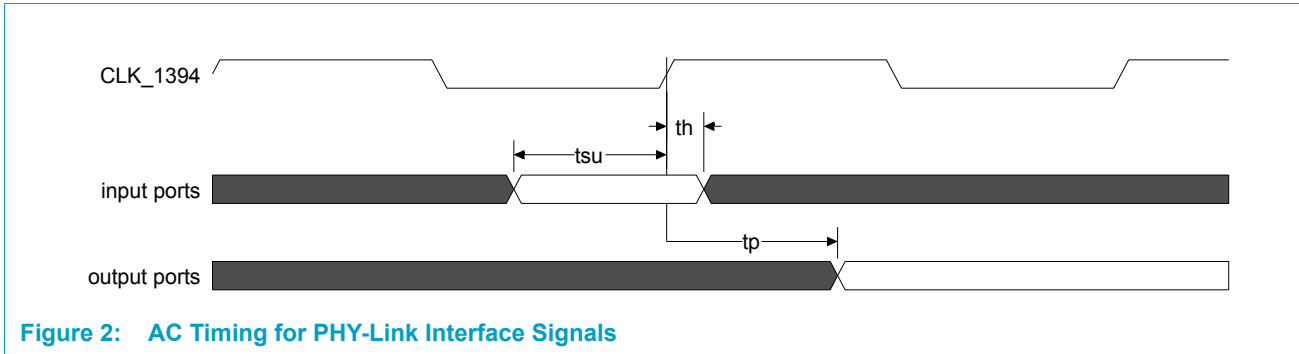 CLK_1394
th
tsu
input ports
tp
output ports
Figure 2: AC Timing for PHY-Link Interface Signals